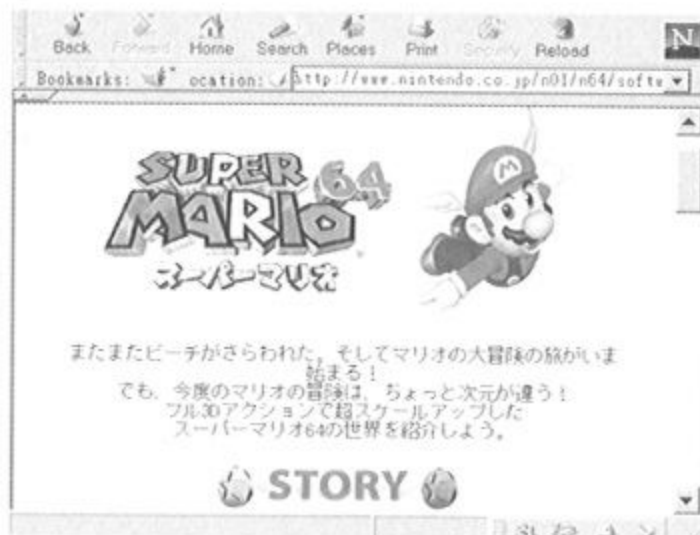 Back Forward Home Search Places Print Security Reload N
Bookmarks: ocation: http://www.nintendo.co.jp/n01/n64/softw
SUPER
MARIO 64
スーパーマリオ
M
またまたピーチがさらわれた。そしてマリオの大冒険の旅がいま
始まる！
でも、今度のマリオの冒険は、ちょっと次元が違う！
フル3Dアクションで超スケールアップした
スーパーマリオ64の世界を紹介しよう。
STORY